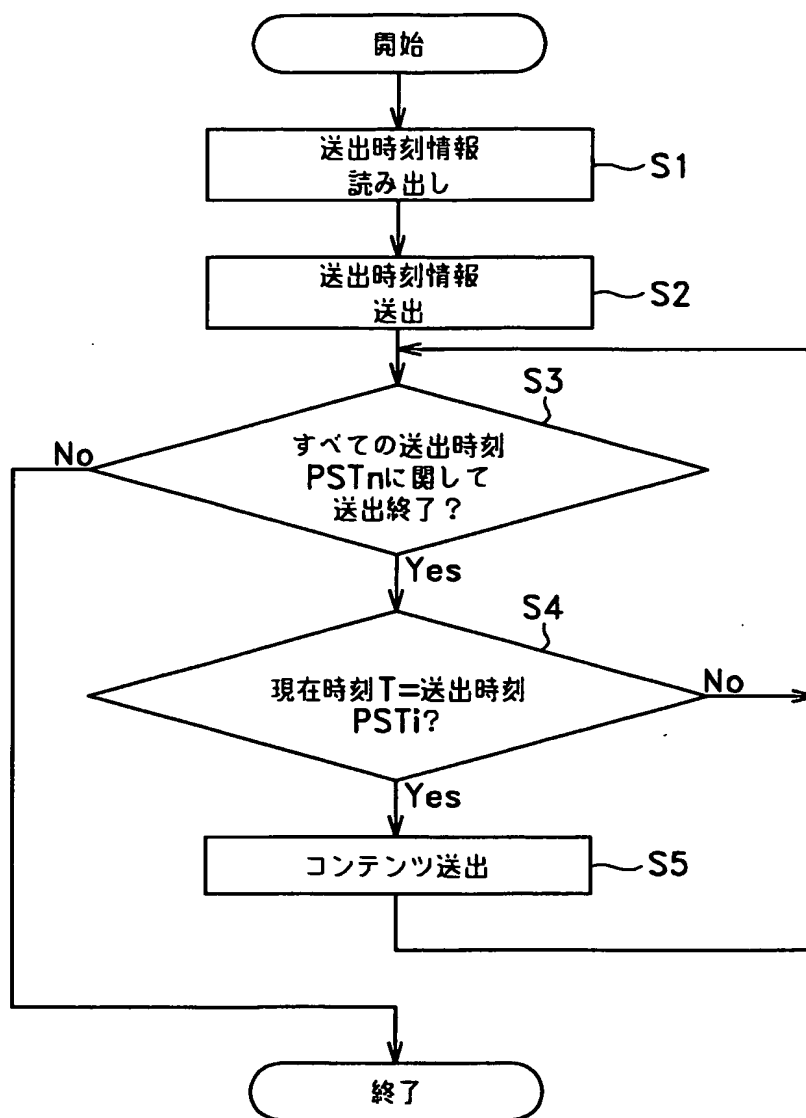 開始
送出時刻情報
読み出し
S1
送出時刻情報
送出
S2
S3
No
すべての送出時刻
PSTnに関して
送出終了?
Yes
S4
現在時刻T=送出時刻
PSTi?
No
Yes
コンテンツ送出
S5
終了